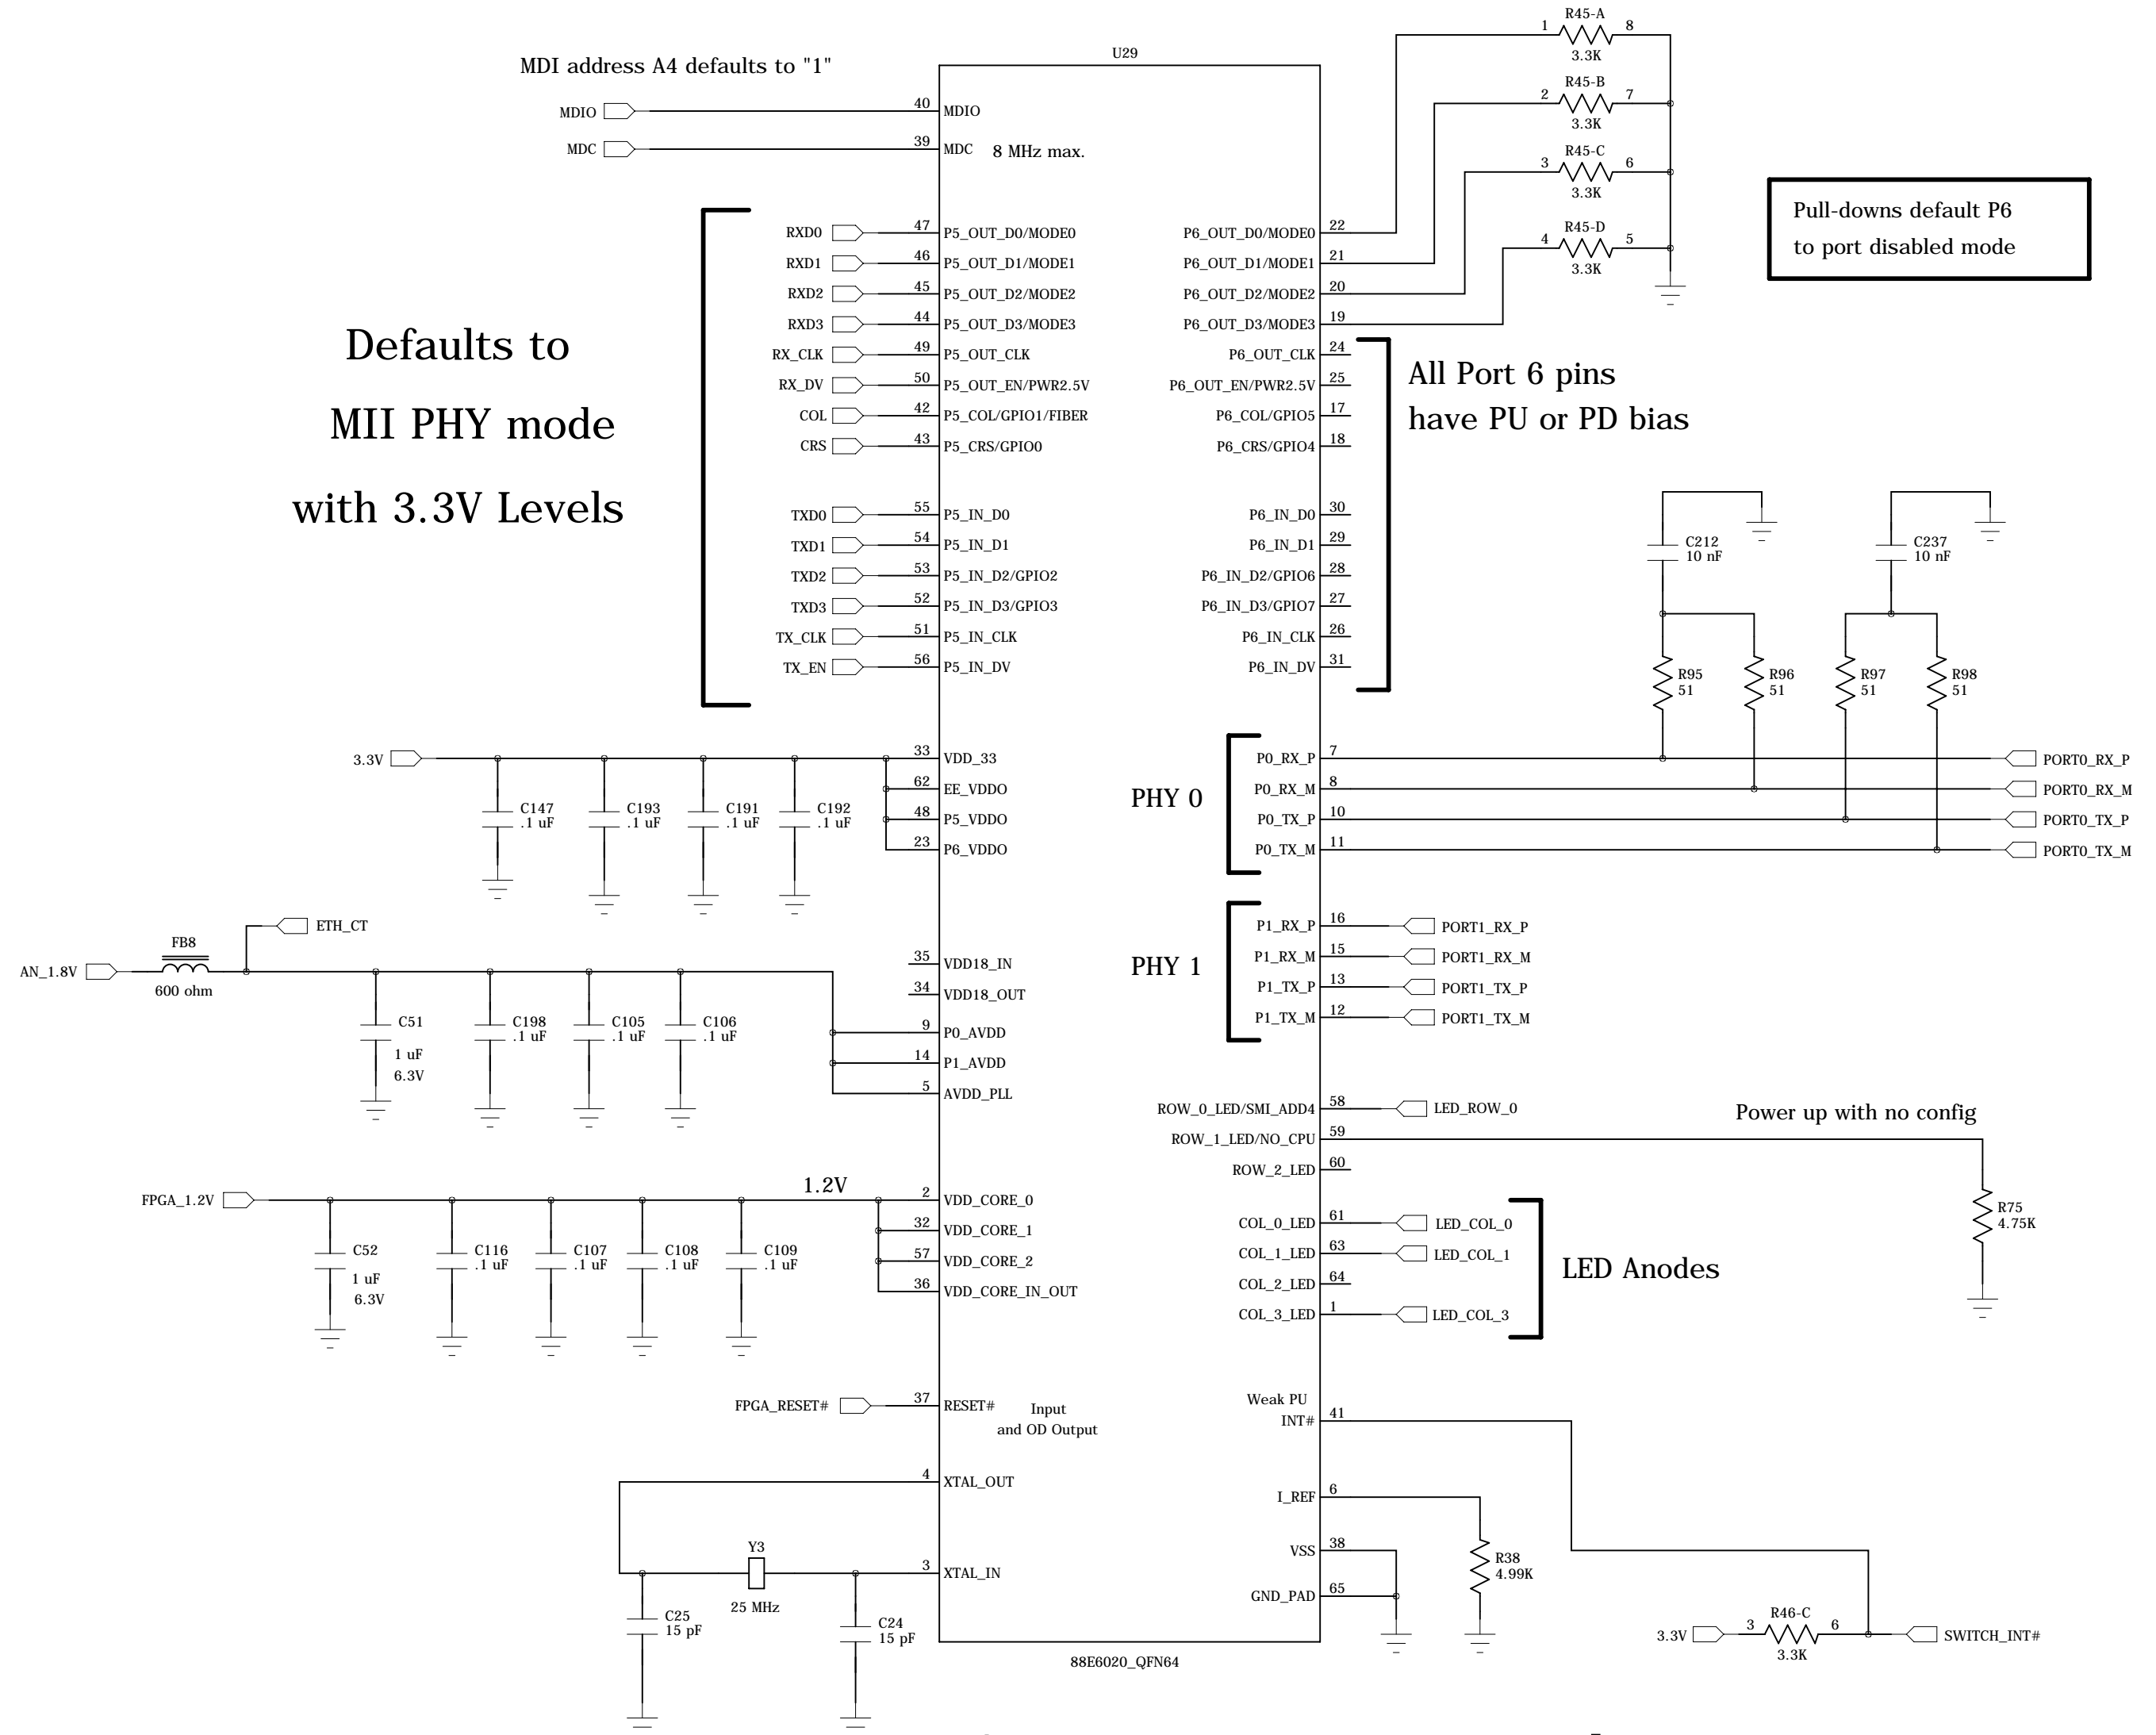 U29
MDI address A4 defaults to "1"
MDIO 40 MDIO
MDC 39 MDC 8 MHz max.
RXD0 47 P5_OUT_D0/MODE0
RXD1 46 P5_OUT_D1/MODE1
RXD2 45 P5_OUT_D2/MODE2
RXD3 44 P5_OUT_D3/MODE3
RX_CLK 49 P5_OUT_CLK
RX_DV 50 P5_OUT_EN/PWR2.5V
COL 42 P5_COL/GPIO1/FIBER
CRS 43 P5_CRS/GPIO0
Defaults to
MII PHY mode
with 3.3V Levels
TXD0 55 P5_IN_D0
TXD1 54 P5_IN_D1
TXD2 53 P5_IN_D2/GPIO2
TXD3 52 P5_IN_D3/GPIO3
TX_CLK 51 P5_IN_CLK
TX_EN 56 P5_IN_DV
3.3V 33 VDD_33
62 EE_VDDO
48 P5_VDDO
23 P6_VDDO
C147
.1 uF
C193
.1 uF
C191
.1 uF
C192
.1 uF
ETH_CT
FB8
AN_1.8V
600 ohm
35 VDD18_IN
34 VDD18_OUT
9 P0_AVDD
14 P1_AVDD
5 AVDD_PLL
C51
1 uF
6.3V
C198
.1 uF
C105
.1 uF
C106
.1 uF
FPGA_1.2V 1.2V 2 VDD_CORE_0
32 VDD_CORE_1
57 VDD_CORE_2
36 VDD_CORE_IN_OUT
C52
1 uF
6.3V
C116
.1 uF
C107
.1 uF
C108
.1 uF
C109
.1 uF
FPGA_RESET# 37 RESET# Input
and OD Output
4 XTAL_OUT
3 XTAL_IN
Y3
25 MHz
C25
15 pF
C24
15 pF
88E6020_QFN64
1 R45-A 8
3.3K
2 R45-B 7
3.3K
3 R45-C 6
3.3K
4 R45-D 5
3.3K
Pull-downs default P6
to port disabled mode
P6_OUT_D0/MODE0 22
P6_OUT_D1/MODE1 21
P6_OUT_D2/MODE2 20
P6_OUT_D3/MODE3 19
P6_OUT_CLK 24
P6_OUT_EN/PWR2.5V 25
P6_COL/GPIO5 17
P6_CRS/GPIO4 18
All Port 6 pins
have PU or PD bias
P6_IN_D0 30
P6_IN_D1 29
P6_IN_D2/GPIO6 28
P6_IN_D3/GPIO7 27
P6_IN_CLK 26
P6_IN_DV 31
C212
10 nF
C237
10 nF
R95
51
R96
51
R97
51
R98
51
PHY 0
P0_RX_P 7 PORT0_RX_P
P0_RX_M 8 PORT0_RX_M
P0_TX_P 10 PORT0_TX_P
P0_TX_M 11 PORT0_TX_M
PHY 1
P1_RX_P 16 PORT1_RX_P
P1_RX_M 15 PORT1_RX_M
P1_TX_P 13 PORT1_TX_P
P1_TX_M 12 PORT1_TX_M
ROW_0_LED/SMI_ADD4 58 LED_ROW_0
ROW_1_LED/NO_CPU 59
ROW_2_LED 60
Power up with no config
R75
4.75K
COL_0_LED 61 LED_COL_0
COL_1_LED 63 LED_COL_1
COL_2_LED 64
COL_3_LED 1 LED_COL_3
LED Anodes
Weak PU
INT# 41
I_REF 6
VSS 38
GND_PAD 65
R38
4.99K
3.3V 3 R46-C 6 SWITCH_INT#
3.3K